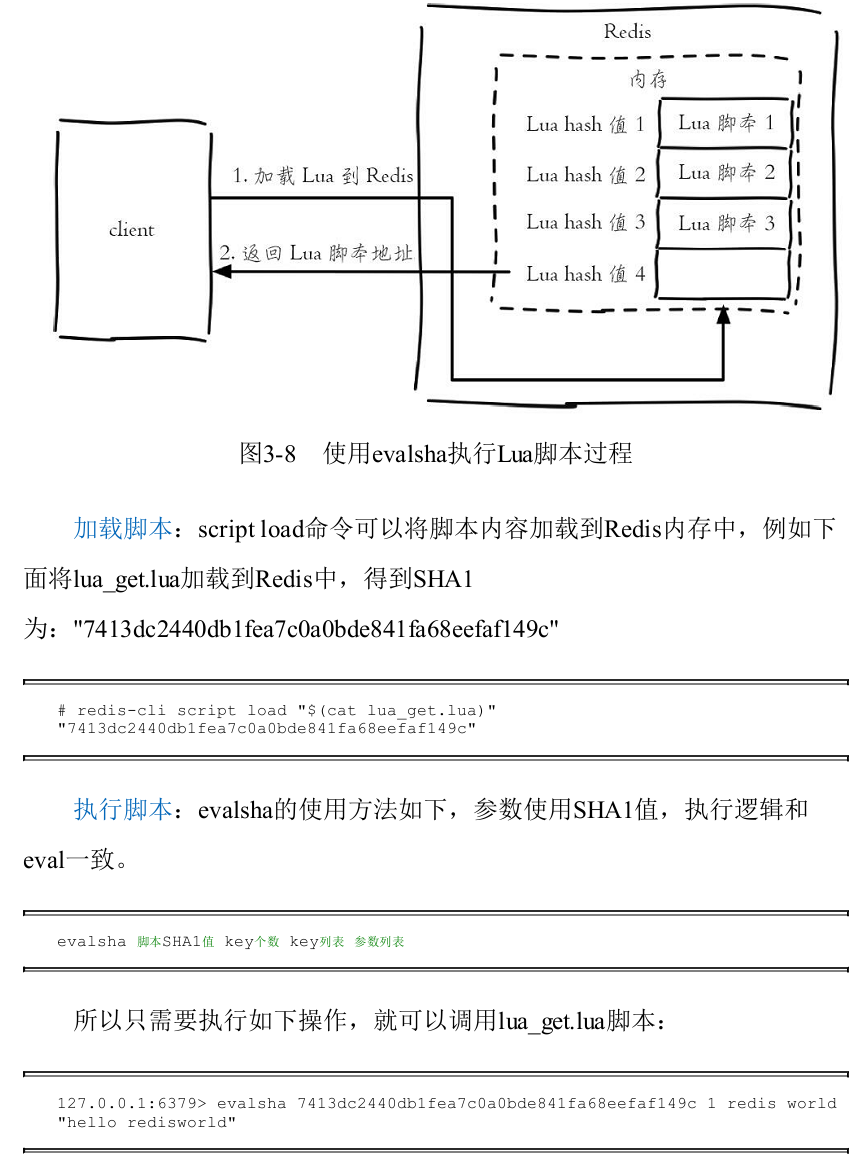 Redis
内存
Lua hash 值 1 Lua 脚本 1
Lua hash 值 2 Lua 脚本 2
Lua hash 值 3 Lua 脚本 3
Lua hash 值 4
client
1. 加载 Lua 到 Redis
2. 返回 Lua 脚本地址
图3-8 使用evalsha执行Lua脚本过程
加载脚本：script load命令可以将脚本内容加载到Redis内存中，例如下
面将lua_get.lua加载到Redis中，得到SHA1
为："7413dc2440db1fea7c0a0bde841fa68eefaf149c"
# redis-cli script load "$(cat lua_get.lua)"
"7413dc2440db1fea7c0a0bde841fa68eefaf149c"
执行脚本：evalsha的使用方法如下，参数使用SHA1值，执行逻辑和
eval一致。
evalsha 脚本SHA1值 key个数 key列表 参数列表
所以只需要执行如下操作，就可以调用lua_get.lua脚本：
127.0.0.1:6379> evalsha 7413dc2440db1fea7c0a0bde841fa68eefaf149c 1 redis world
"hello redisworld"